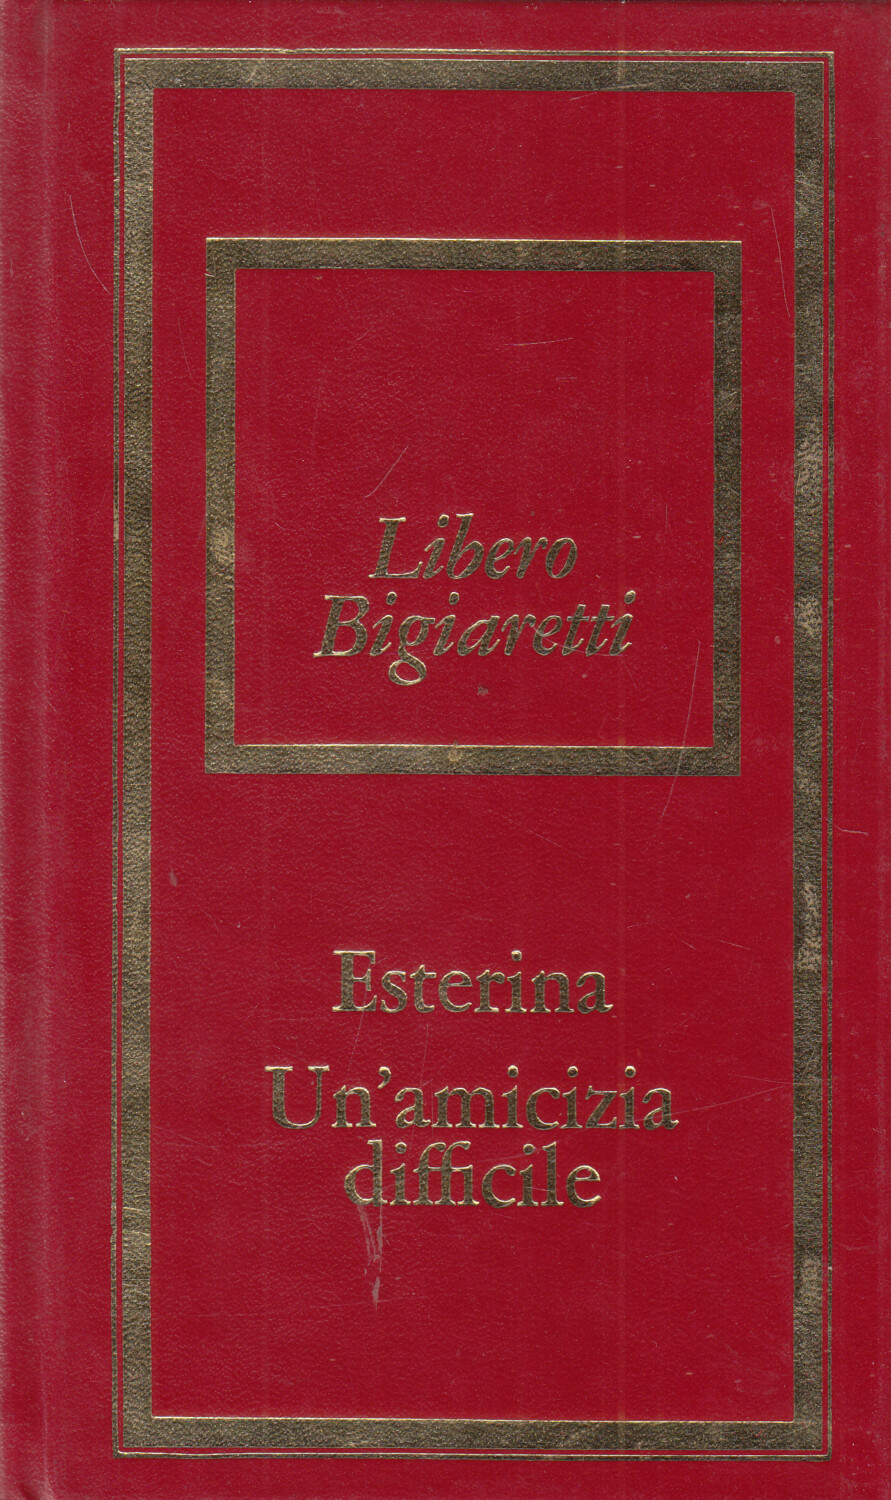 Libero
Bigiaretti
Esterina
Un'amicizia
difficile